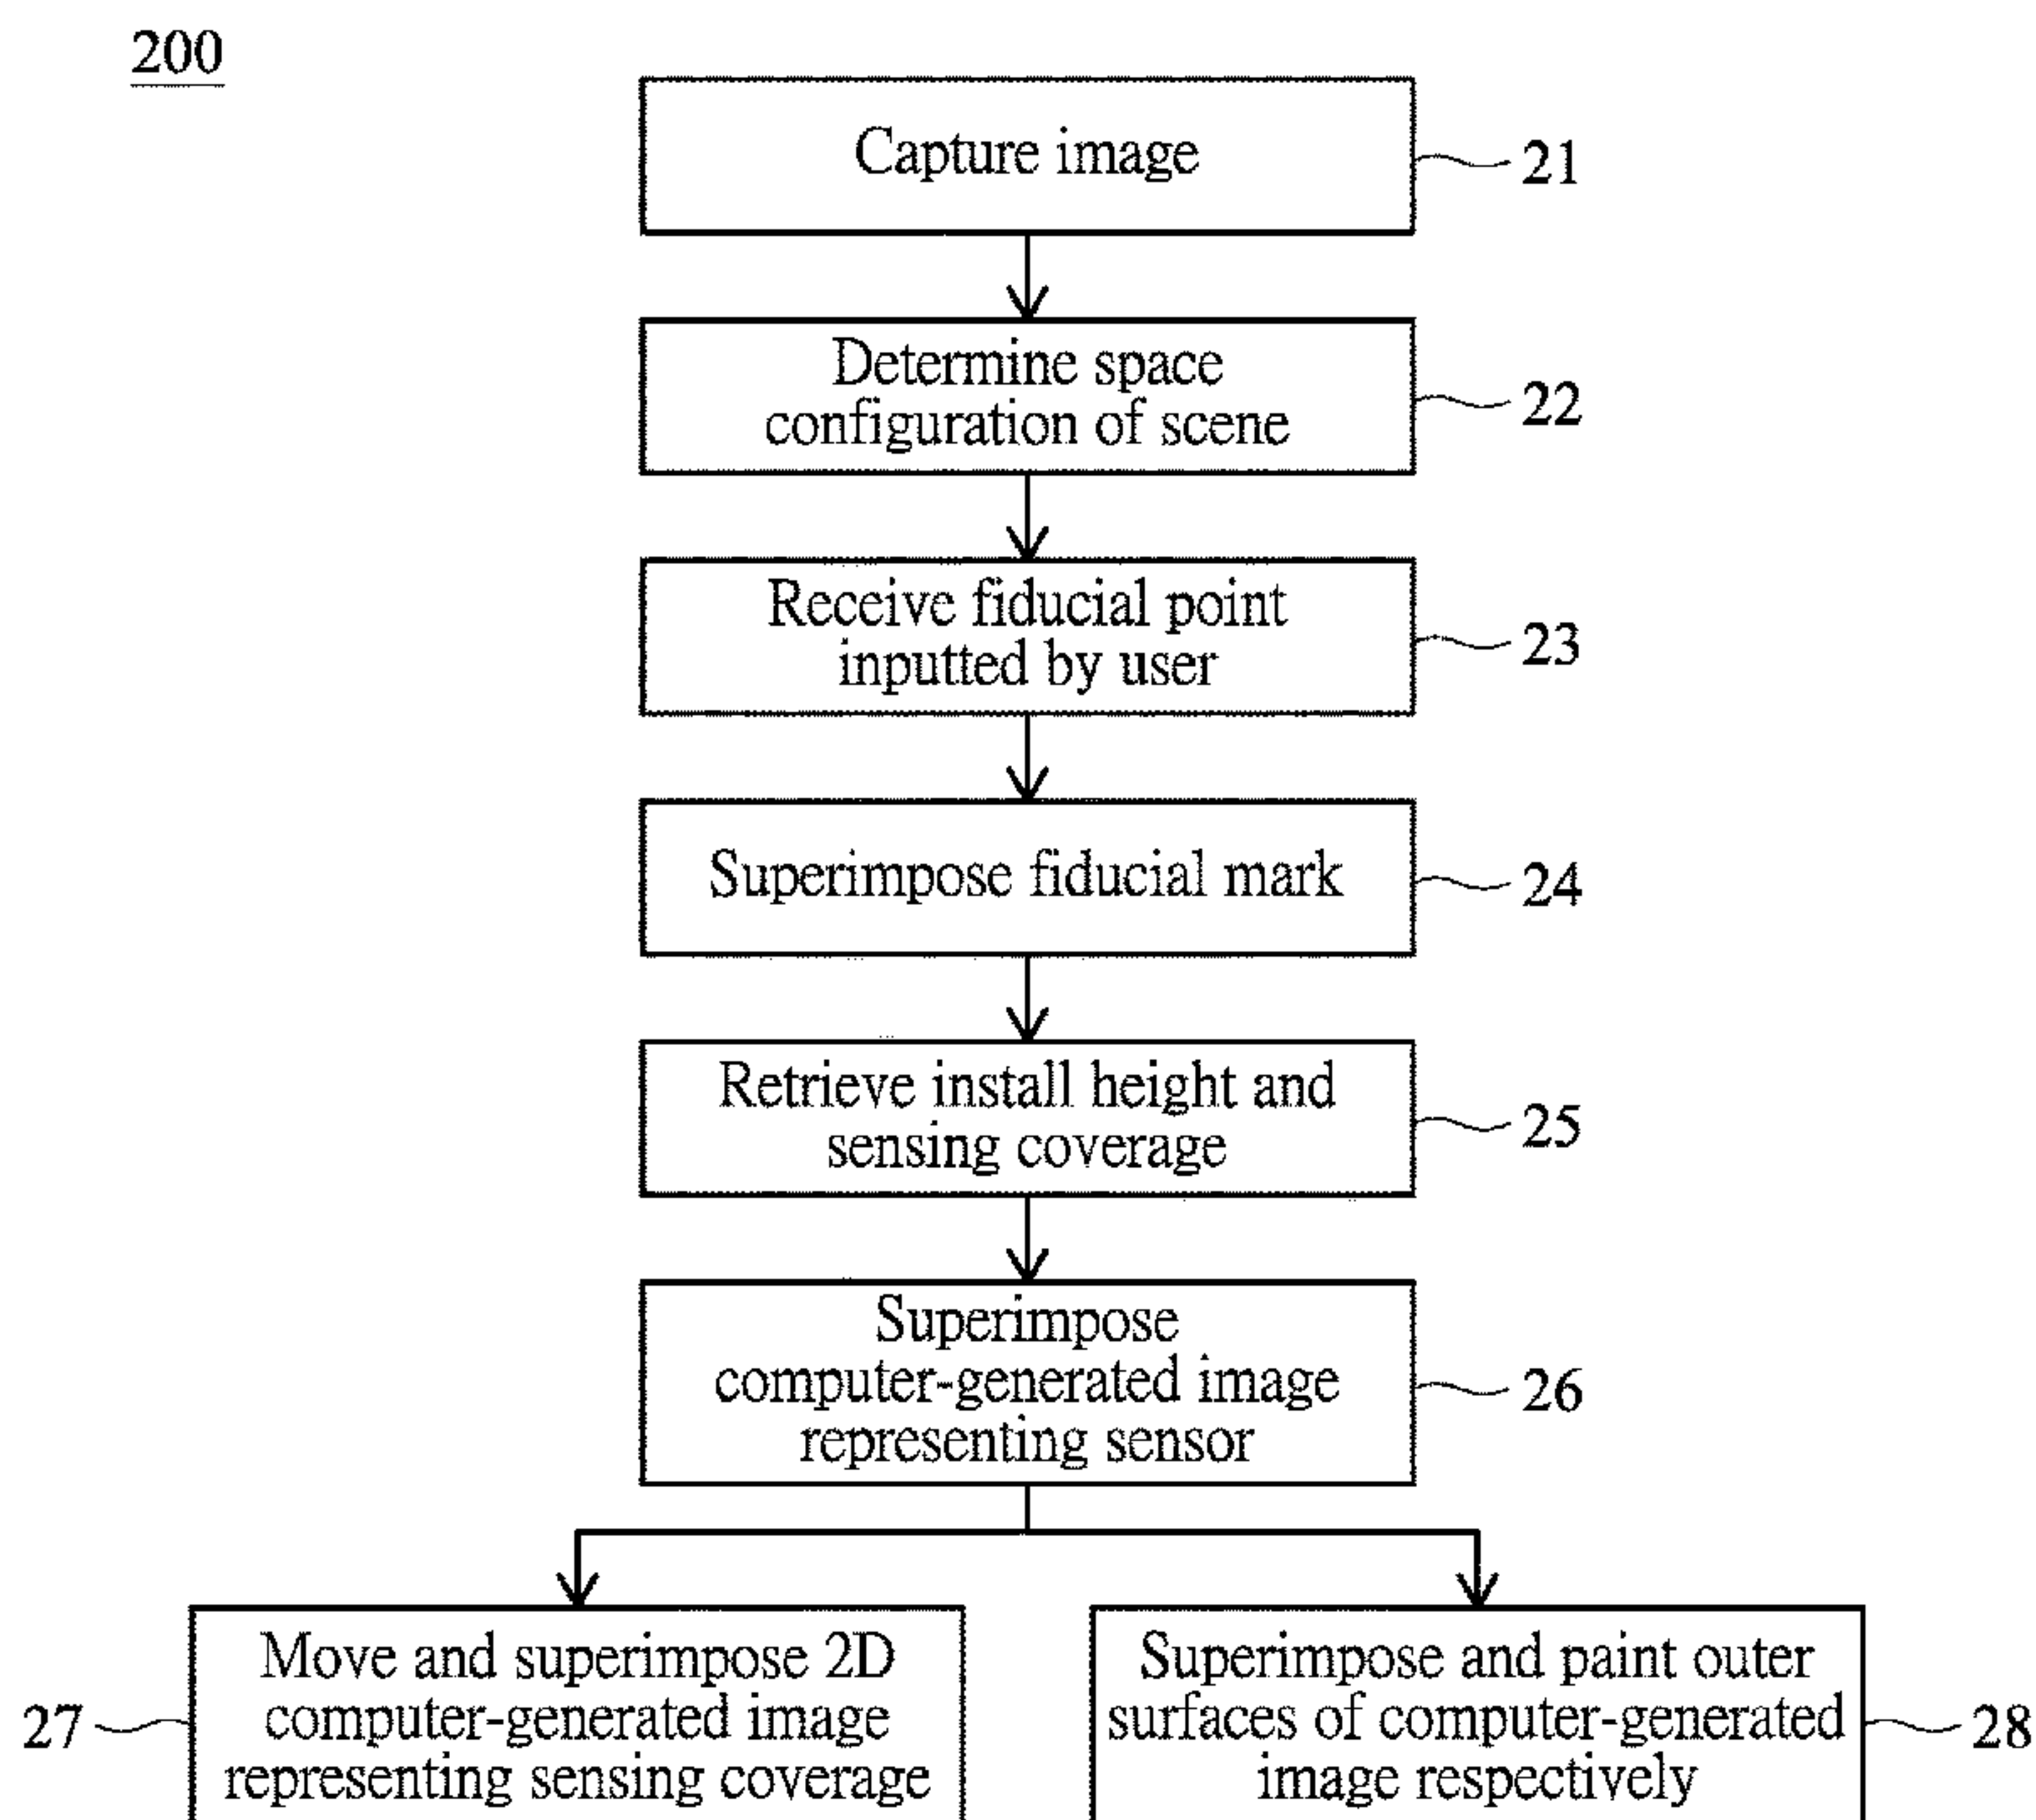 200
Capture image
21
Determine space
configuration of scene
22
Receive fiducial point
inputted by user
23
Superimpose fiducial mark
24
Retrieve install height and
sensing coverage
25
Superimpose
computer-generated image
representing sensor
26
Move and superimpose 2D
computer-generated image
representing sensing coverage
27
Superimpose and paint outer
surfaces of computer-generated
image respectively
28